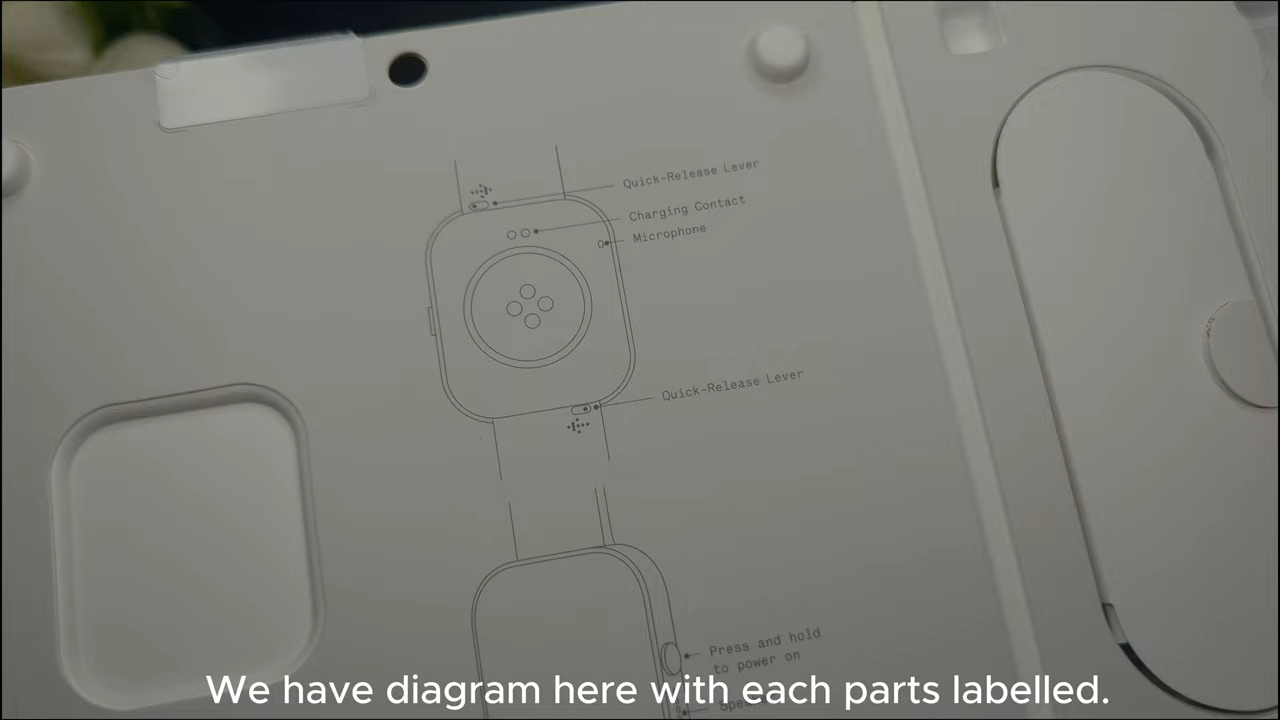 Quick-Release Lever
Charging Contact
Microphone
Quick-Release Lever
Press and hold
to power on
We have diagram here with each parts labelled.